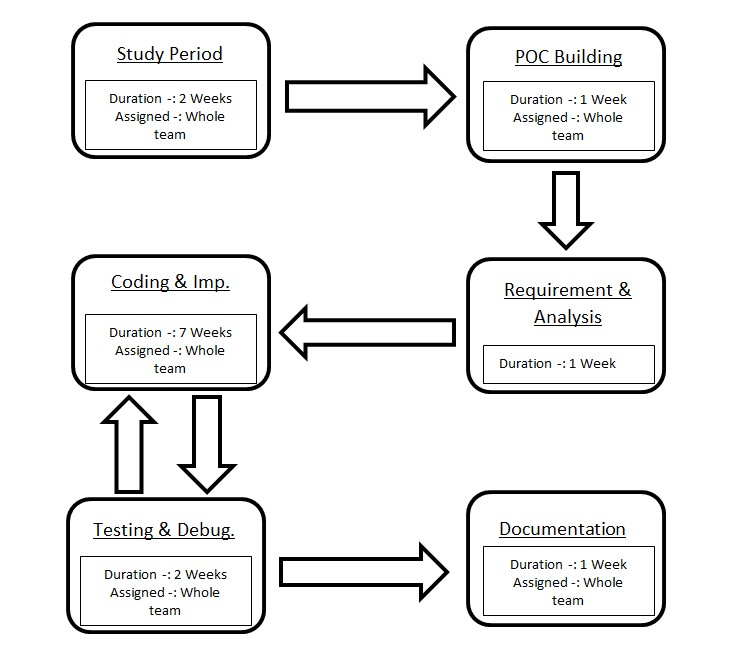 Study Period
Duration -: 2 Weeks
Assigned -: Whole
team
POC Building
Duration -: 1 Week
Assigned -: Whole
team
Requirement &
Analysis
Duration -: 1 Week
Coding & Imp.
Duration -: 7 Weeks
Assigned -: Whole
team
Testing & Debug.
Duration -: 2 Weeks
Assigned -: Whole
team
Documentation
Duration -: 1 Week
Assigned -: Whole
team